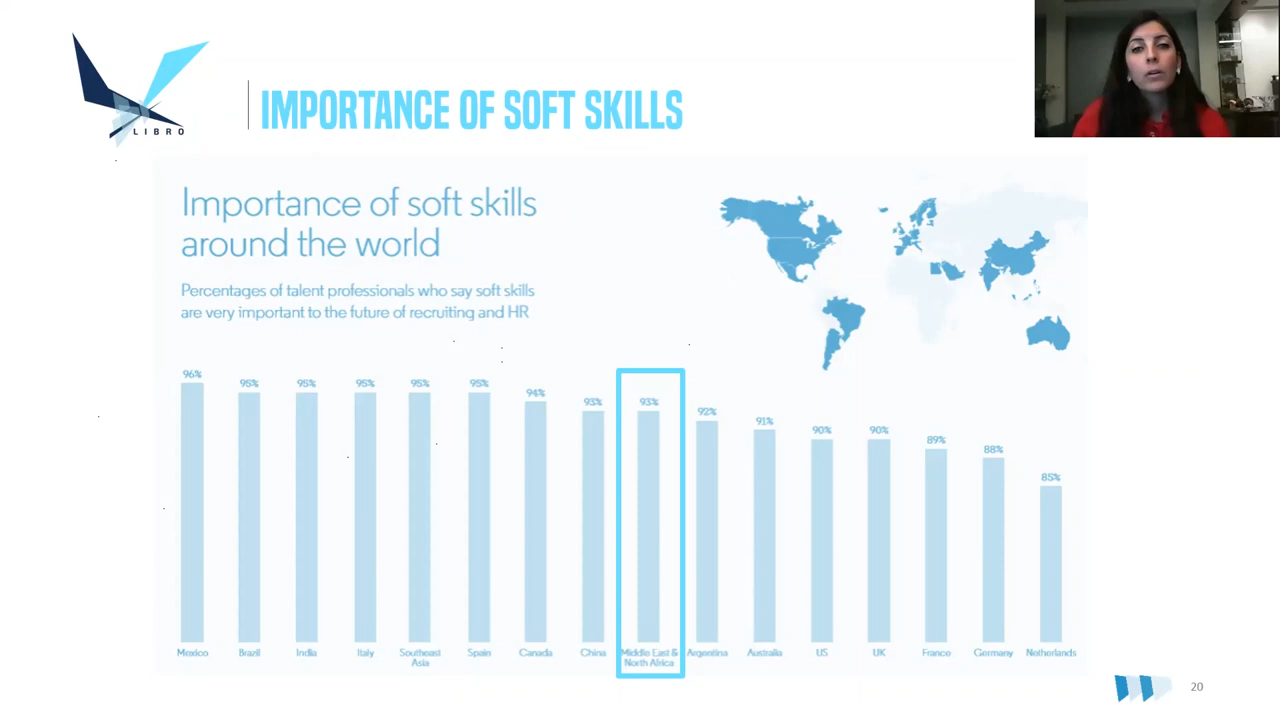 LIBRO
IMPORTANCE OF SOFT SKILLS
Importance of soft skills
around the world
Percentages of talent professionals who say soft skills
are very important to the future of recruiting and HR
96%
95%
95%
95%
95%
95%
94%
93%
93%
92%
91%
90%
90%
89%
88%
85%
Mexico
Brazil
India
Italy
Southeast
Asia
Spain
Canada
China
Middle East &
North Africa
Argentina
Australia
US
UK
France
Germany
Netherlands
20